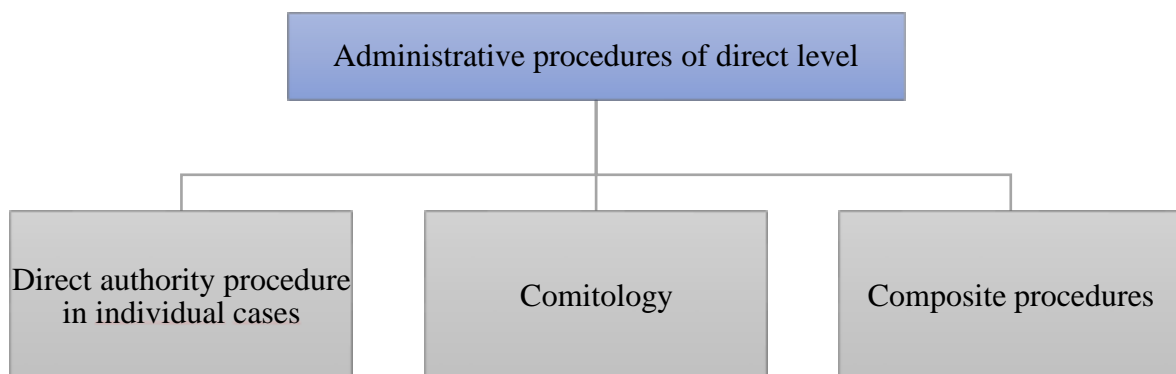 Administrative procedures of direct level
Direct authority procedure
in individual cases
Comitology
Composite procedures